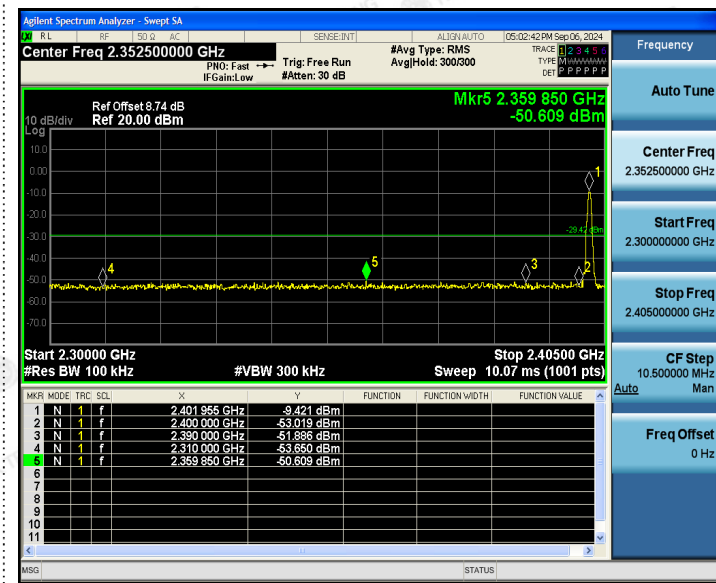 Agilent Spectrum Analyzer - Swept SA
LXI RL RF 50 Ω AC SENSE:INT ALIGN AUTO 05:02:42 PM Sep 06, 2024
Center Freq 2.352500000 GHz
PNO: Fast
IFGain:Low
Trig: Free Run
#Atten: 30 dB
#Avg Type: RMS
Avg|Hold: 300/300
TRACE 1 2 3 4 5 6
TYPE M
DET P P P P P P
Ref Offset 8.74 dB
10 dB/div Ref 20.00 dBm
Log
Mkr5 2.359 850 GHz
-50.609 dBm
10.0
0.00
-10.0
-20.0
-30.0
-40.0
-50.0
-60.0
-70.0
-29.42 dBm
1
2
3
4
5
Start 2.30000 GHz Stop 2.40500 GHz
#Res BW 100 kHz #VBW 300 kHz Sweep 10.07 ms (1001 pts)
MKR MODE TRC SCL X Y FUNCTION FUNCTION WIDTH FUNCTION VALUE
1 N 1 f 2.401 955 GHz -9.421 dBm
2 N 1 f 2.400 000 GHz -53.019 dBm
3 N 1 f 2.390 000 GHz -51.886 dBm
4 N 1 f 2.310 000 GHz -53.650 dBm
5 N 1 f 2.359 850 GHz -50.609 dBm
6
7
8
9
10
11
MSG STATUS
Frequency
Auto Tune
Center Freq
2.352500000 GHz
Start Freq
2.300000000 GHz
Stop Freq
2.405000000 GHz
CF Step
10.500000 MHz
Auto Man
Freq Offset
0 Hz